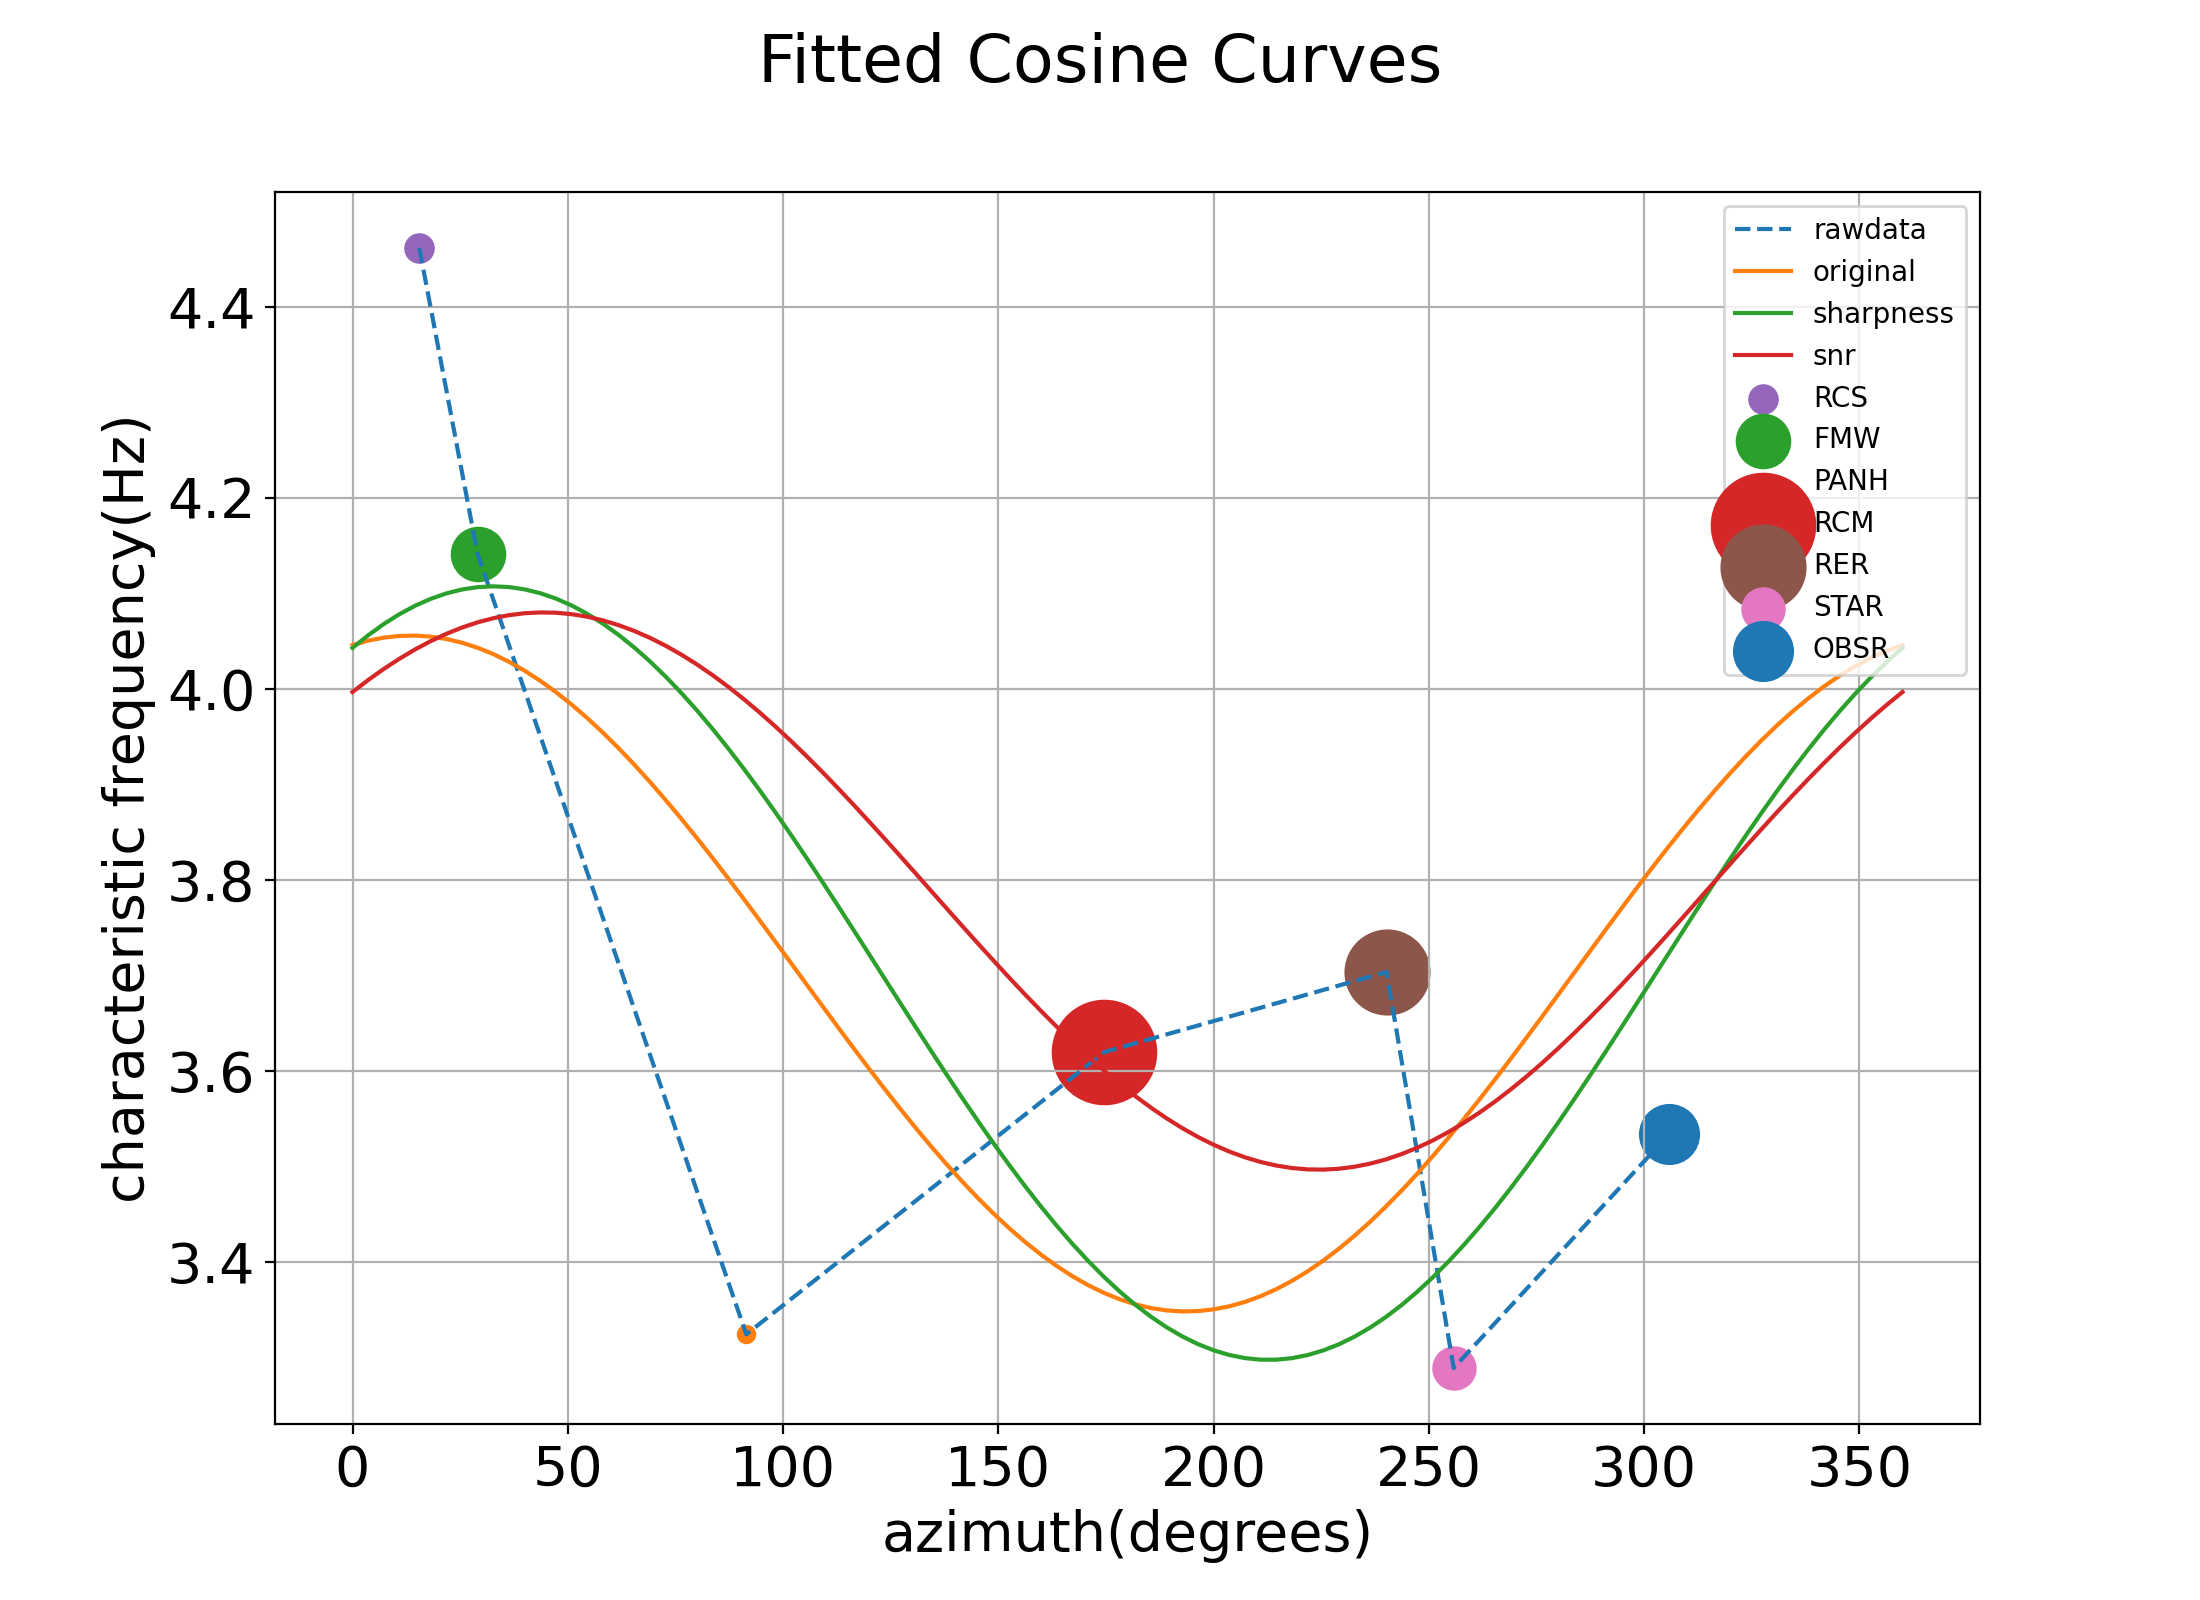 Fitted Cosine Curves
characteristic frequency(Hz)
4.4
4.2
4.0
3.8
3.6
3.4
rawdata
original
sharpness
snr
RCS
FMW
PANH
RCM
RER
STAR
OBSR
0 50 100 150 200 250 300 350
azimuth(degrees)